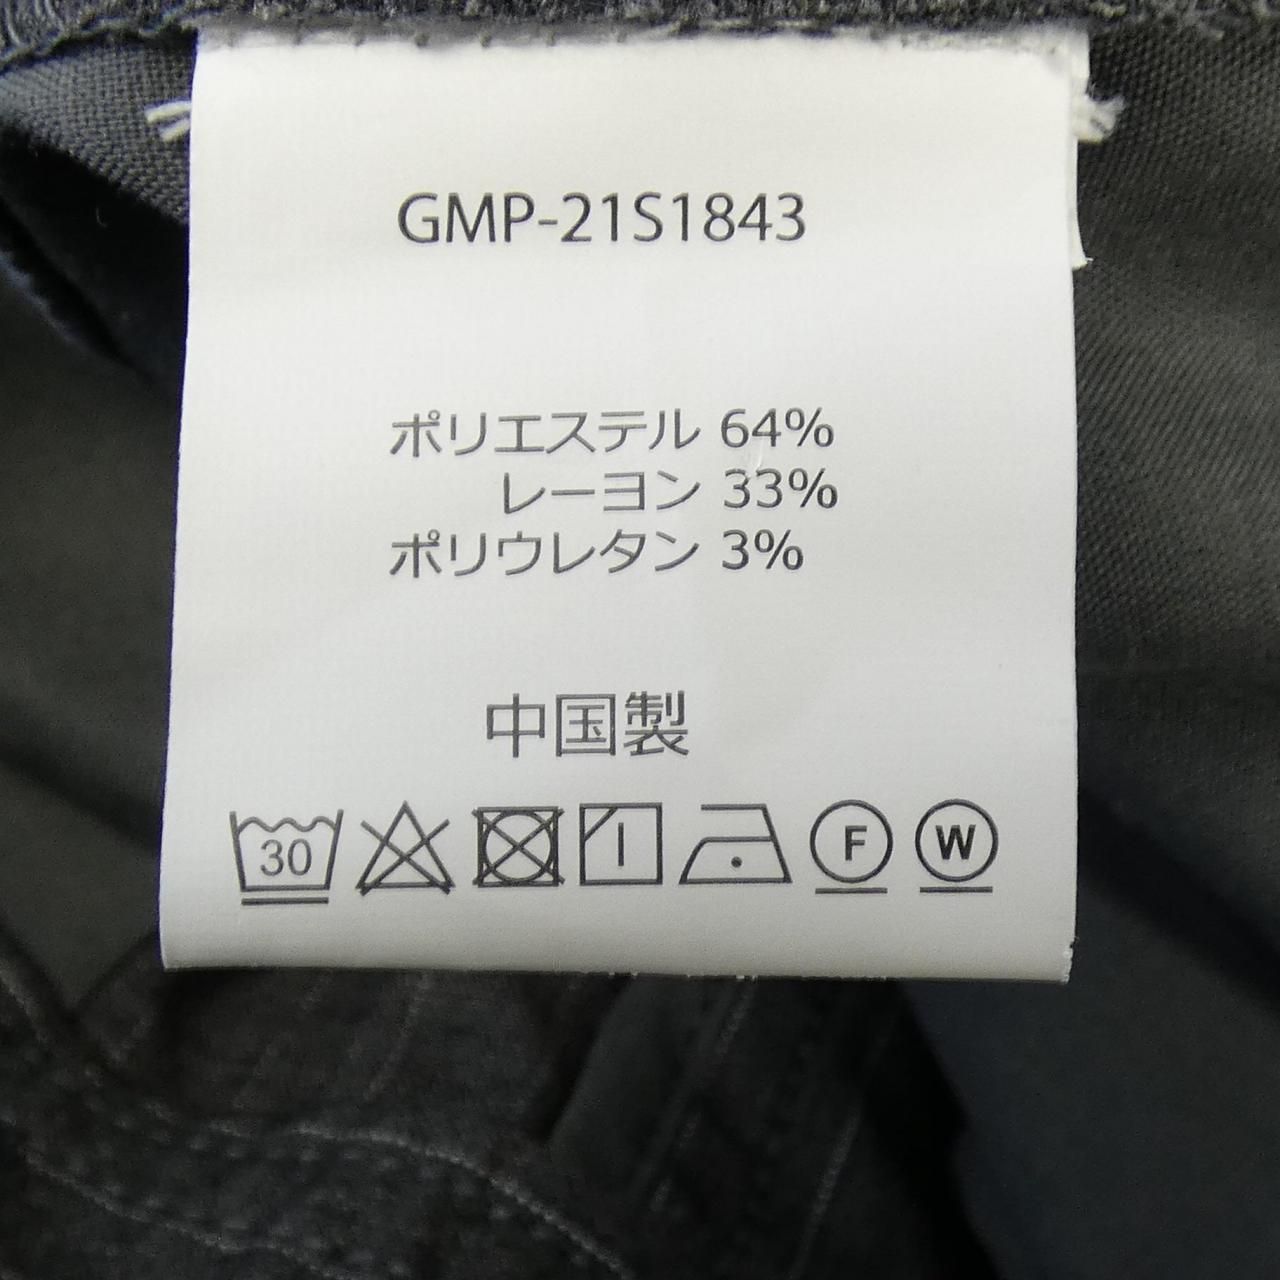 GMP-21S1843
ポリエステル 64%
レーヨン 33%
ポリウレタン 3%
中国製
30 F W